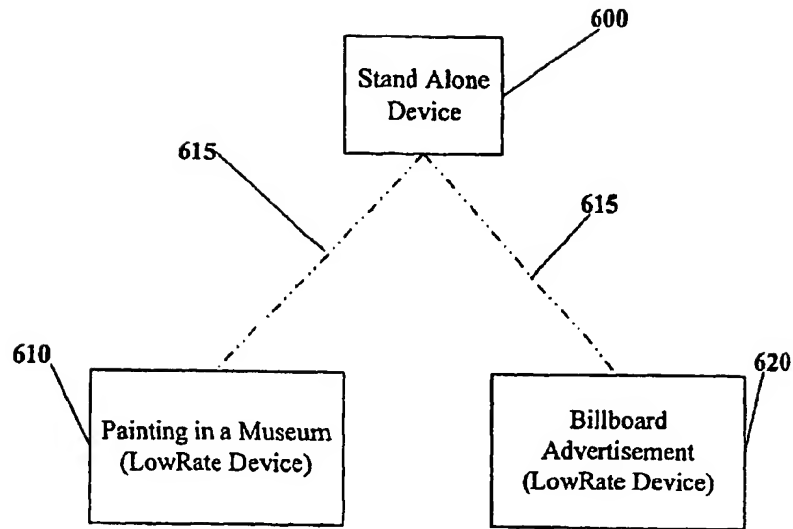 600
Stand Alone
Device
615
615
610
620
Painting in a Museum
(LowRate Device)
Billboard
Advertisement
(LowRate Device)